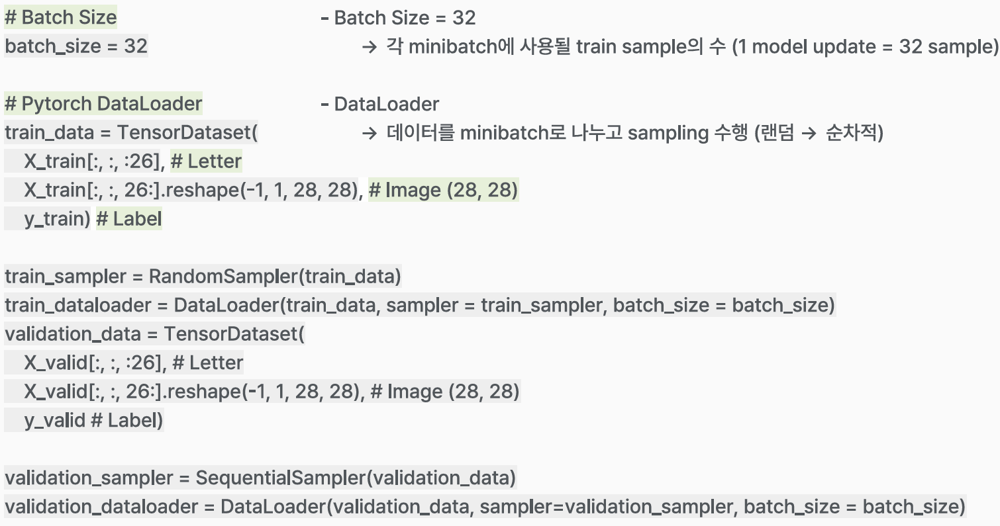 # Batch Size - Batch Size = 32
batch_size = 32 → 각 minibatch에 사용될 train sample의 수 (1 model update = 32 sample)
# Pytorch DataLoader - DataLoader
train_data = TensorDataset( → 데이터를 minibatch로 나누고 sampling 수행 (랜덤 → 순차적)
X_train[:, :, :26], # Letter
X_train[:, :, 26:].reshape(-1, 1, 28, 28), # Image (28, 28)
y_train) # Label
train_sampler = RandomSampler(train_data)
train_dataloader = DataLoader(train_data, sampler = train_sampler, batch_size = batch_size)
validation_data = TensorDataset(
X_valid[:, :, :26], # Letter
X_valid[:, :, 26:].reshape(-1, 1, 28, 28), # Image (28, 28)
y_valid # Label)
validation_sampler = SequentialSampler(validation_data)
validation_dataloader = DataLoader(validation_data, sampler=validation_sampler, batch_size = batch_size)